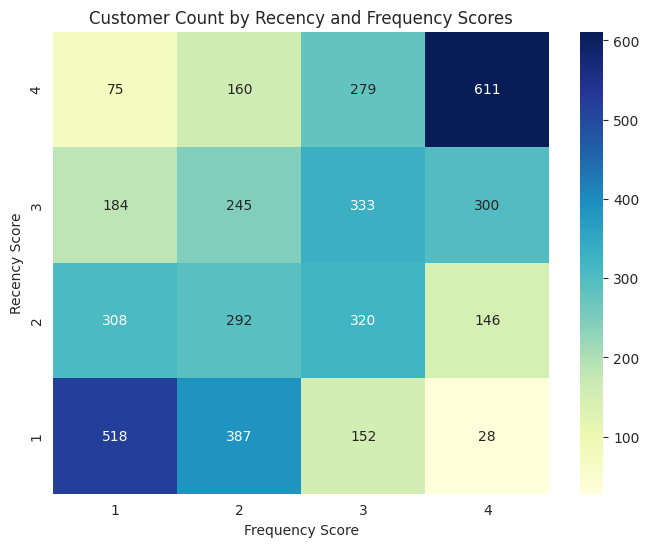 Customer Count by Recency and Frequency Scores
4 75 160 279 611
3 184 245 333 300
2 308 292 320 146
1 518 387 152 28
1 2 3 4
Frequency Score
Recency Score
600
500
400
300
200
100